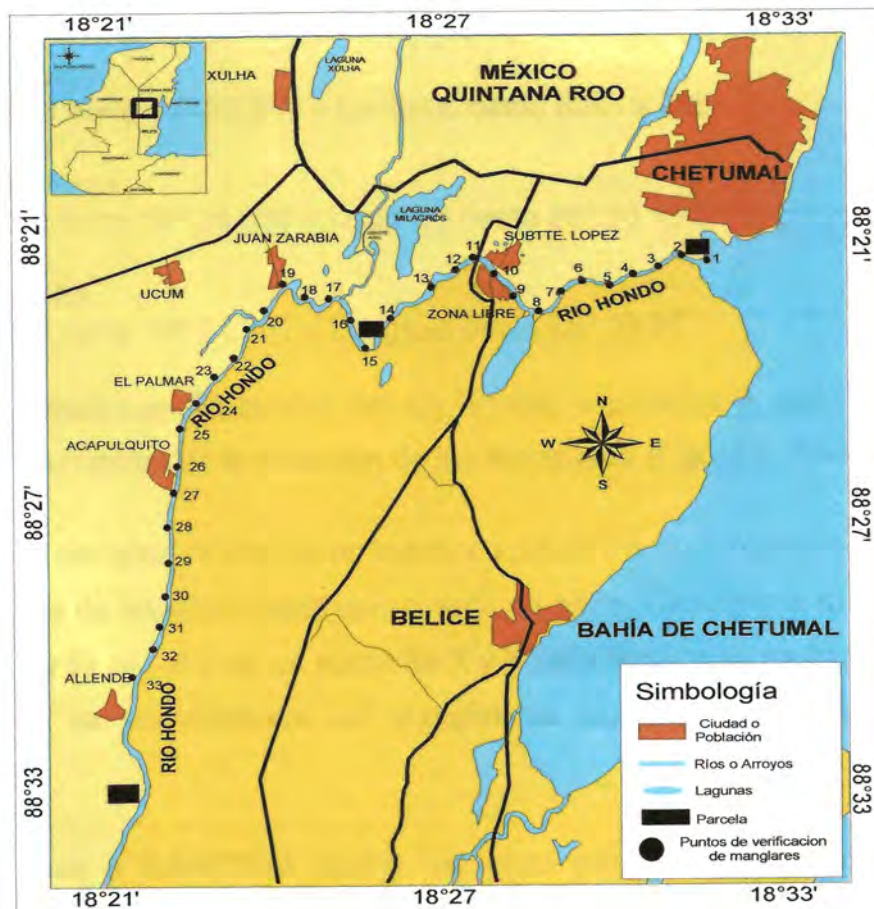 18°21'
18°27'
18°33'
XULHA
LAGUNA
XULHA
MÉXICO
QUINTANA ROO
CHETUMAL
88°21'
88°21'
LAGUNA
MILAGROS
JUAN ZARABIA
SUBTTE. LOPEZ
UCUM
ZONA LIBRE
RIO HONDO
1
2
3
4
5
6
7
8
9
10
11
12
13
14
15
16
17
18
19
20
21
22
23
24
25
26
27
28
29
30
31
32
33
EL PALMAR
RIO HONDO
ACAPULQUITO
N
W
E
S
88°27'
88°27'
BELICE
BAHÍA DE CHETUMAL
ALLENDE
RIO HONDO
88°33
88°33
Simbología
Ciudad o
Población
Ríos o Arroyos
Lagunas
Parcela
Puntos de verificacion
de manglares
18°21'
18°27'
18°33'